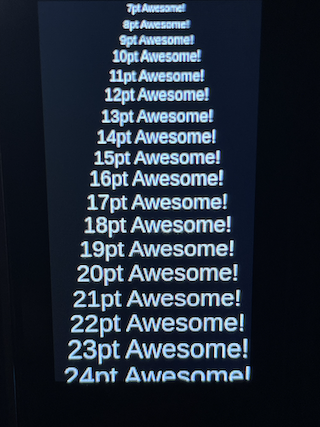 7pt Awesome!
8pt Awesome!
9pt Awesome!
10pt Awesome!
11pt Awesome!
12pt Awesome!
13pt Awesome!
14pt Awesome!
15pt Awesome!
16pt Awesome!
17pt Awesome!
18pt Awesome!
19pt Awesome!
20pt Awesome!
21pt Awesome!
22pt Awesome!
23pt Awesome!
24pt Awesome!